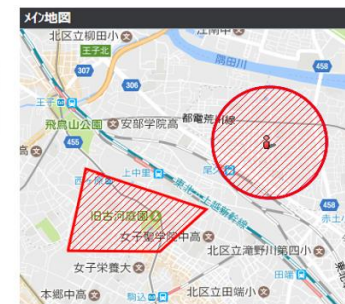 メイン地図
北区立柳田小
江南中
王子北
307
306
隅田川
458
王子
飛鳥山公園
安部学院高
都電荒川線
455
上中里
尾久
西ケ原
東北・上越新幹線
旧古河庭園
458
赤土小
女子聖学院中高
北区立滝野川第四小
女子栄養大
田端
本郷中高
駒込
北区立田端小